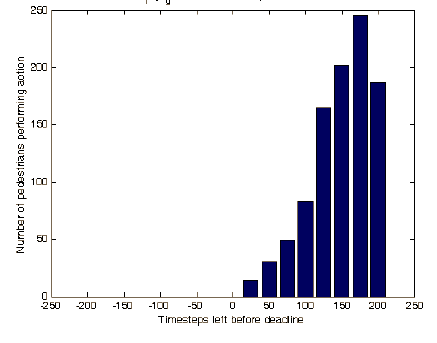 250
200
150
100
50
0
-250 -200 -150 -100 -50 0 50 100 150 200 250
Number of pedestrians performing action
Timesteps left before deadline